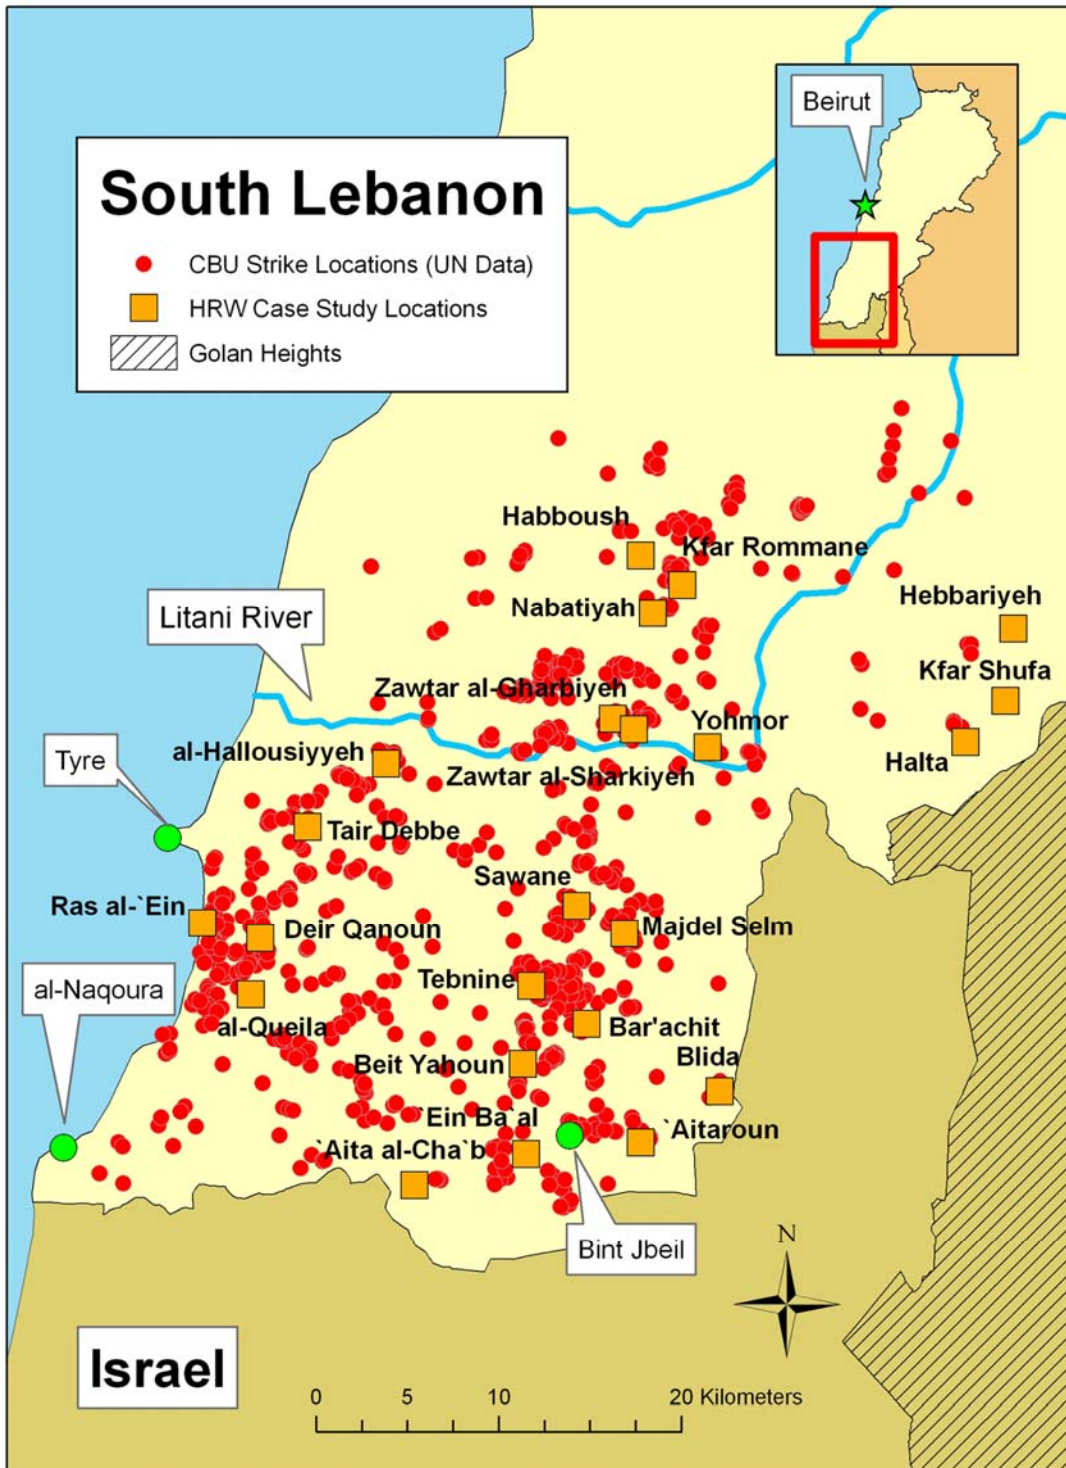 Beirut
South Lebanon
CBU Strike Locations (UN Data)
HRW Case Study Locations
Golan Heights
Habboush
Kfar Rommane
Hebbariyeh
Nabatiyah
Litani River
Kfar Shufa
Zawtar al-Gharbiyeh
Yohmor
al-Hallousiyyeh
Tyre
Halta
Zawtar al-Sharkiyeh
Tair Debbe
Sawane
Ras al-`Ein
Deir Qanoun
Majdel Selm
al-Naqoura
Tebnine
al-Queila
Bar'achit
Beit Yahoun
Blida
`Ein Ba`al
`Aitaroun
`Aita al-Cha`b
Bint Jbeil
N
Israel
0 5 10 20 Kilometers